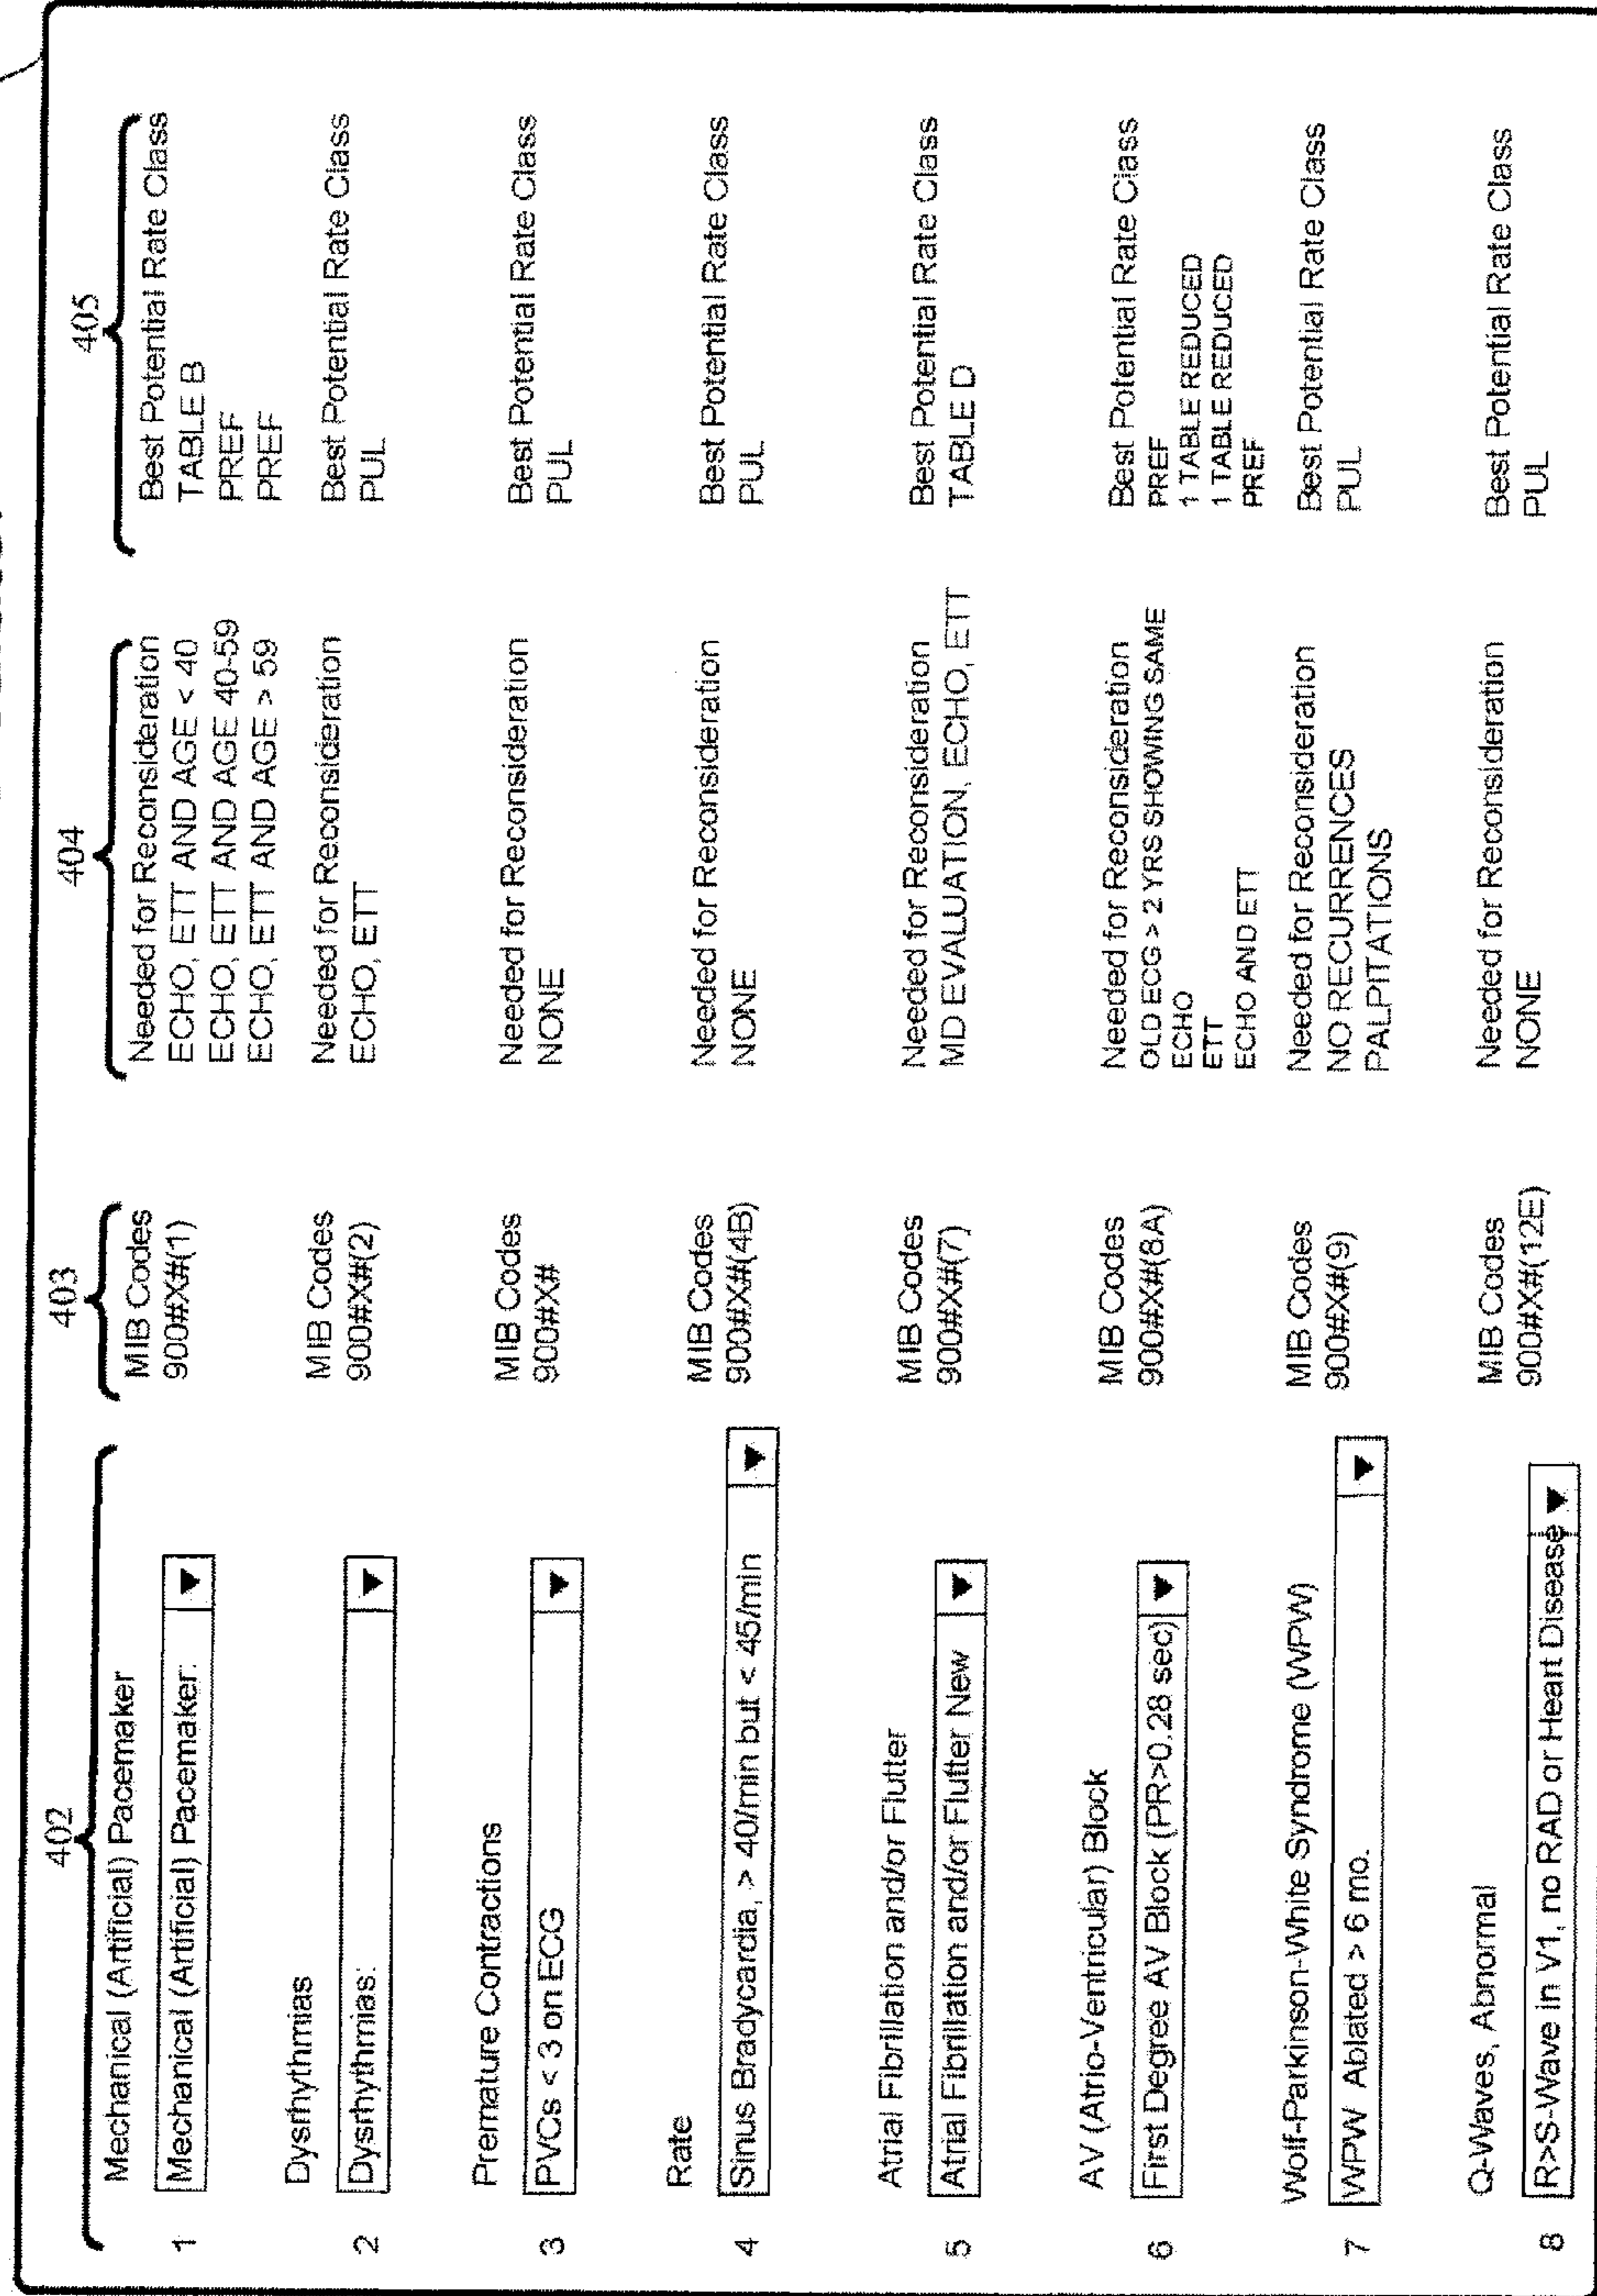 402 403 404 405
Mechanical (Artificial) Pacemaker MIB Codes Needed for Reconsideration Best Potential Rate Class
1 Mechanical (Artificial) Pacemaker: ▼ 900#X#(1) ECHO, ETT AND AGE < 40 TABLE B
ECHO, ETT AND AGE 40-59 PREF
ECHO, ETT AND AGE > 59 PREF
Dysrhythmias MIB Codes Needed for Reconsideration Best Potential Rate Class
2 Dysrhythmias: ▼ 900#X#(2) ECHO, ETT PUL
Premature Contractions MIB Codes Needed for Reconsideration Best Potential Rate Class
3 PVCs < 3 on ECG ▼ 900#X# NONE PUL
Rate MIB Codes Needed for Reconsideration Best Potential Rate Class
4 Sinus Bradycardia, > 40/min but < 45/min ▼ 900#X#(4B) NONE PUL
Atrial Fibrillation and/or Flutter MIB Codes Needed for Reconsideration Best Potential Rate Class
5 Atrial Fibrillation and/or Flutter New ▼ 900#X#(7) MD EVALUATION, ECHO, ETT TABLE D
AV (Atrio-Ventricular) Block MIB Codes Needed for Reconsideration Best Potential Rate Class
6 First Degree AV Block (PR>0.28 sec) ▼ 900#X#(8A) OLD ECG > 2 YRS SHOWING SAME PREF
ECHO 1 TABLE REDUCED
ETT 1 TABLE REDUCED
ECHO AND ETT PREF
Wolf-Parkinson-White Syndrome (WPW) MIB Codes Needed for Reconsideration Best Potential Rate Class
7 WPW Ablated > 6 mo. ▼ 900#X#(9) NO RECURRENCES PUL
PALPITATIONS
Q-Waves, Abnormal MIB Codes Needed for Reconsideration Best Potential Rate Class
8 R>S-Wave in V1, no RAD or Heart Disease ▼ 900#X#(12E) NONE PUL